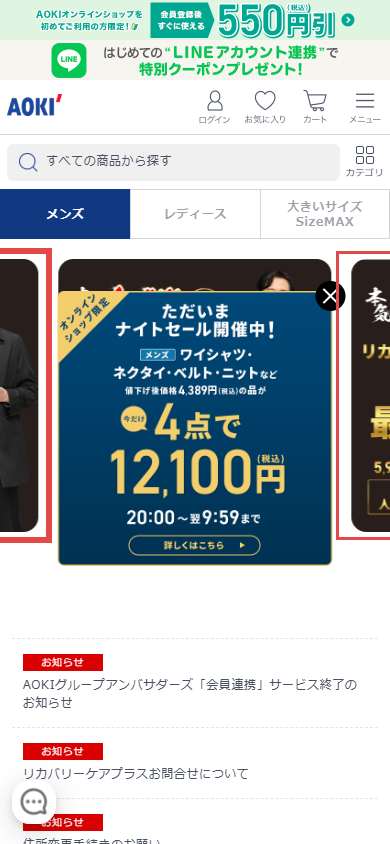 AOKIオンラインショップを
初めてご利用の方限定!
会員登録後
すぐに使える
550円引
(税込)
LINE
はじめての“LINEアカウント連携”で
特別クーポンプレゼント!
AOKI
ログイン
お気に入り
カート
メニュー
すべての商品から探す
カテゴリ
メンズ
レディース
大きいサイズ
SizeMAX
オンライン
ショップ限定
ただいま
ナイトセール開催中!
メンズ ワイシャツ・
ネクタイ・ベルト・ニットなど
値下げ後価格4,389円(税込)の品が
今だけ
4点で
12,100円
(税込)
20:00〜翌9:59まで
詳しくはこちら
リカ
お知らせ
AOKIグループアンバサダーズ「会員連携」サービス終了の
お知らせ
お知らせ
リカバリーケアプラスお問合せについて
お知らせ
住所変更手続きのお願い